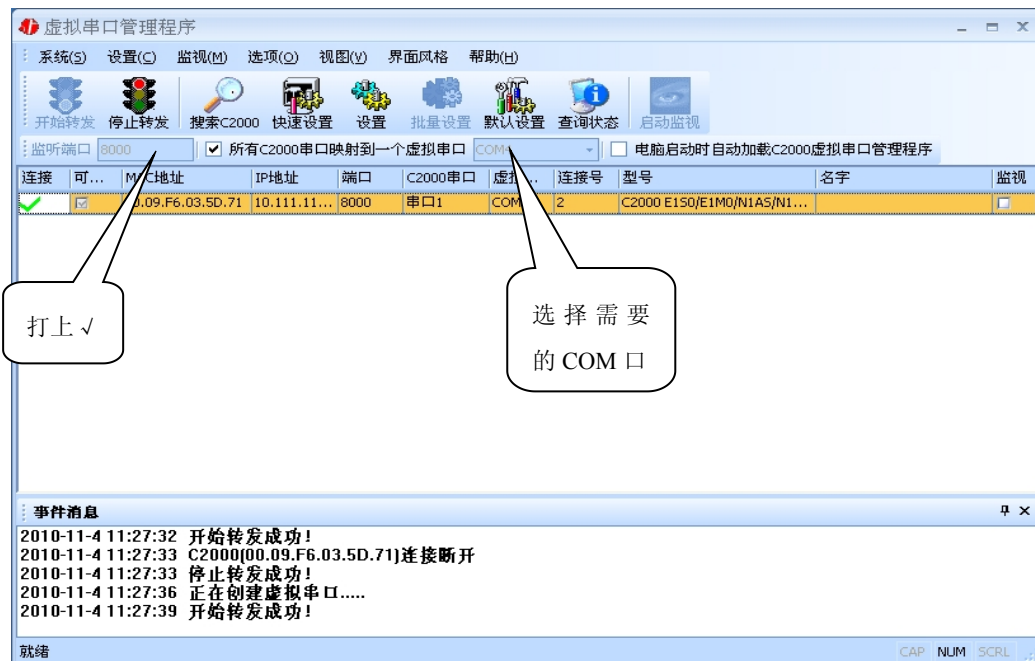 虚拟串口管理程序
系统(S) 设置(C) 监视(M) 选项(O) 视图(V) 界面风格 帮助(H)
开始转发 停止转发 搜索C2000 快速设置 设置 批量设置 默认设置 查询状态 启动监视
监听端口 8000 所有C2000串口映射到一个虚拟串口 电脑启动时自动加载C2000虚拟串口管理程序
连接 可... MAC地址 IP地址 端口 C2000串口 虚拟... 连接号 型号 名字 监视
.09.F6.03.5D.71 10.111.11... 8000 串口1 COM 2 C2000 E1S0/E1M0/N1AS/N1...
打上√
选择需要
的COM口
事件消息
2010-11-4 11:27:32 开始转发成功!
2010-11-4 11:27:33 C2000(00.09.F6.03.5D.71)连接断开
2010-11-4 11:27:33 停止转发成功!
2010-11-4 11:27:36 正在创建虚拟串口.....
2010-11-4 11:27:39 开始转发成功!
就绪 CAP NUM SCRL